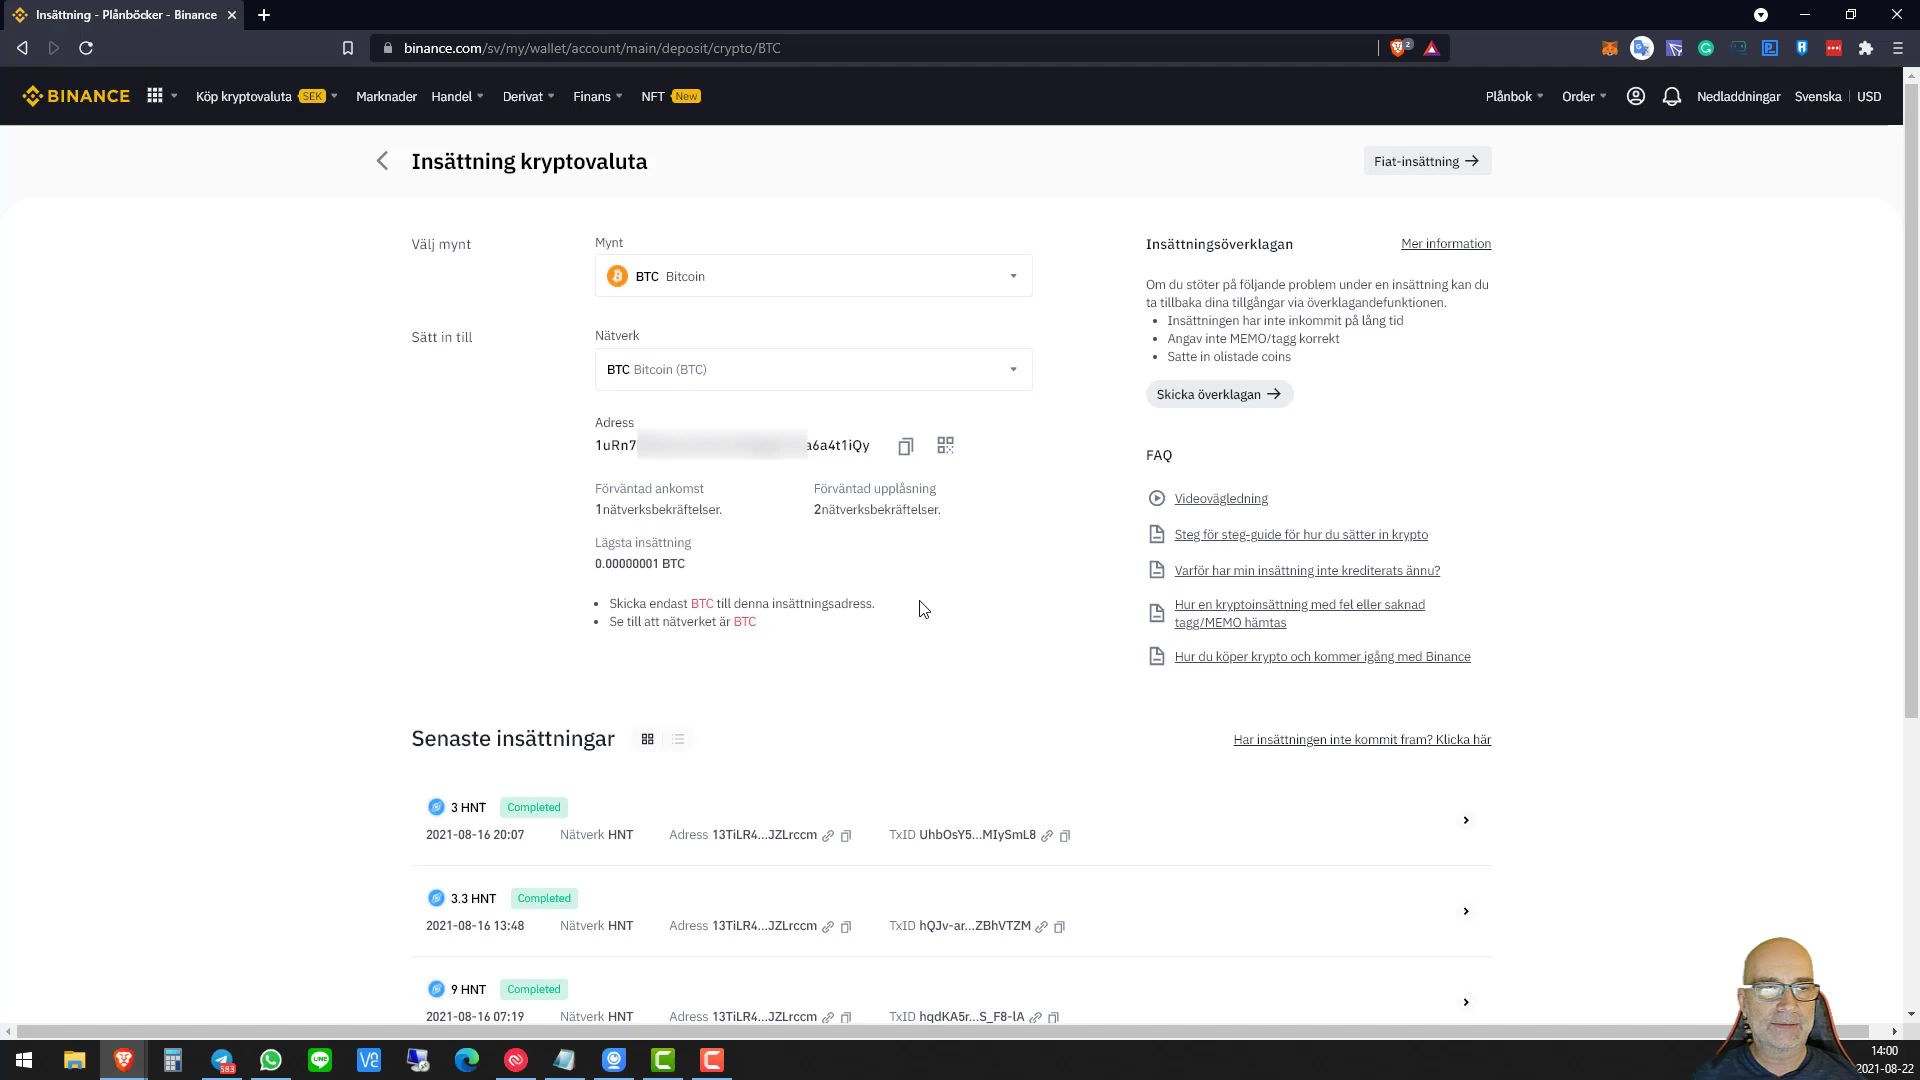 Insättning - Plånböcker - Binance
binance.com/sv/my/wallet/account/main/deposit/crypto/BTC
2
BINANCE
Köp kryptovaluta SEK
Marknader
Handel
Derivat
Finans
NFT New
Plånbok
Order
Nedladdningar
Svenska
USD
Insättning kryptovaluta
Fiat-insättning
Välj mynt
Mynt
BTC Bitcoin
Sätt in till
Nätverk
BTC Bitcoin (BTC)
Adress
1uRn7 a6a4t1iQy
Förväntad ankomst
1nätverksbekräftelser.
Förväntad upplåsning
2nätverksbekräftelser.
Lägsta insättning
0.00000001 BTC
• Skicka endast BTC till denna insättningsadress.
• Se till att nätverket är BTC
Insättningsöverklagan
Mer information
Om du stöter på följande problem under en insättning kan du
ta tillbaka dina tillgångar via överklagandefunktionen.
• Insättningen har inte inkommit på lång tid
• Angav inte MEMO/tagg korrekt
• Satte in olistade coins
Skicka överklagan
FAQ
Videovägledning
Steg för steg-guide för hur du sätter in krypto
Varför har min insättning inte krediterats ännu?
Hur en kryptoinsättning med fel eller saknad
tagg/MEMO hämtas
Hur du köper krypto och kommer igång med Binance
Senaste insättningar
Har insättningen inte kommit fram? Klicka här
3 HNT Completed
2021-08-16 20:07 Nätverk HNT Adress 13TiLR4...JZLrccm TxID UhbOsY5...MIySmL8
3.3 HNT Completed
2021-08-16 13:48 Nätverk HNT Adress 13TiLR4...JZLrccm TxID hQJv-ar...ZBhVTZM
9 HNT Completed
2021-08-16 07:19 Nätverk HNT Adress 13TiLR4...JZLrccm TxID hqdKA5r...S_F8-lA
583
LINE
14:00
2021-08-22